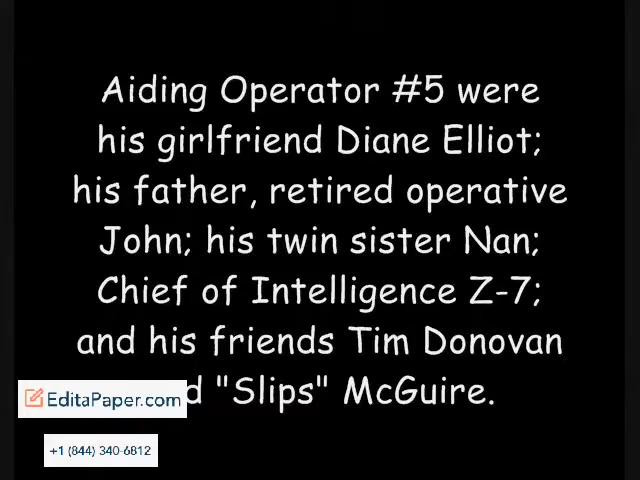 Aiding Operator #5 were
his girlfriend Diane Elliot;
his father, retired operative
John; his twin sister Nan;
Chief of Intelligence Z-7;
and his friends Tim Donovan
"Slips" McGuire.
EditaPaper.com
+1 (844) 340-6812